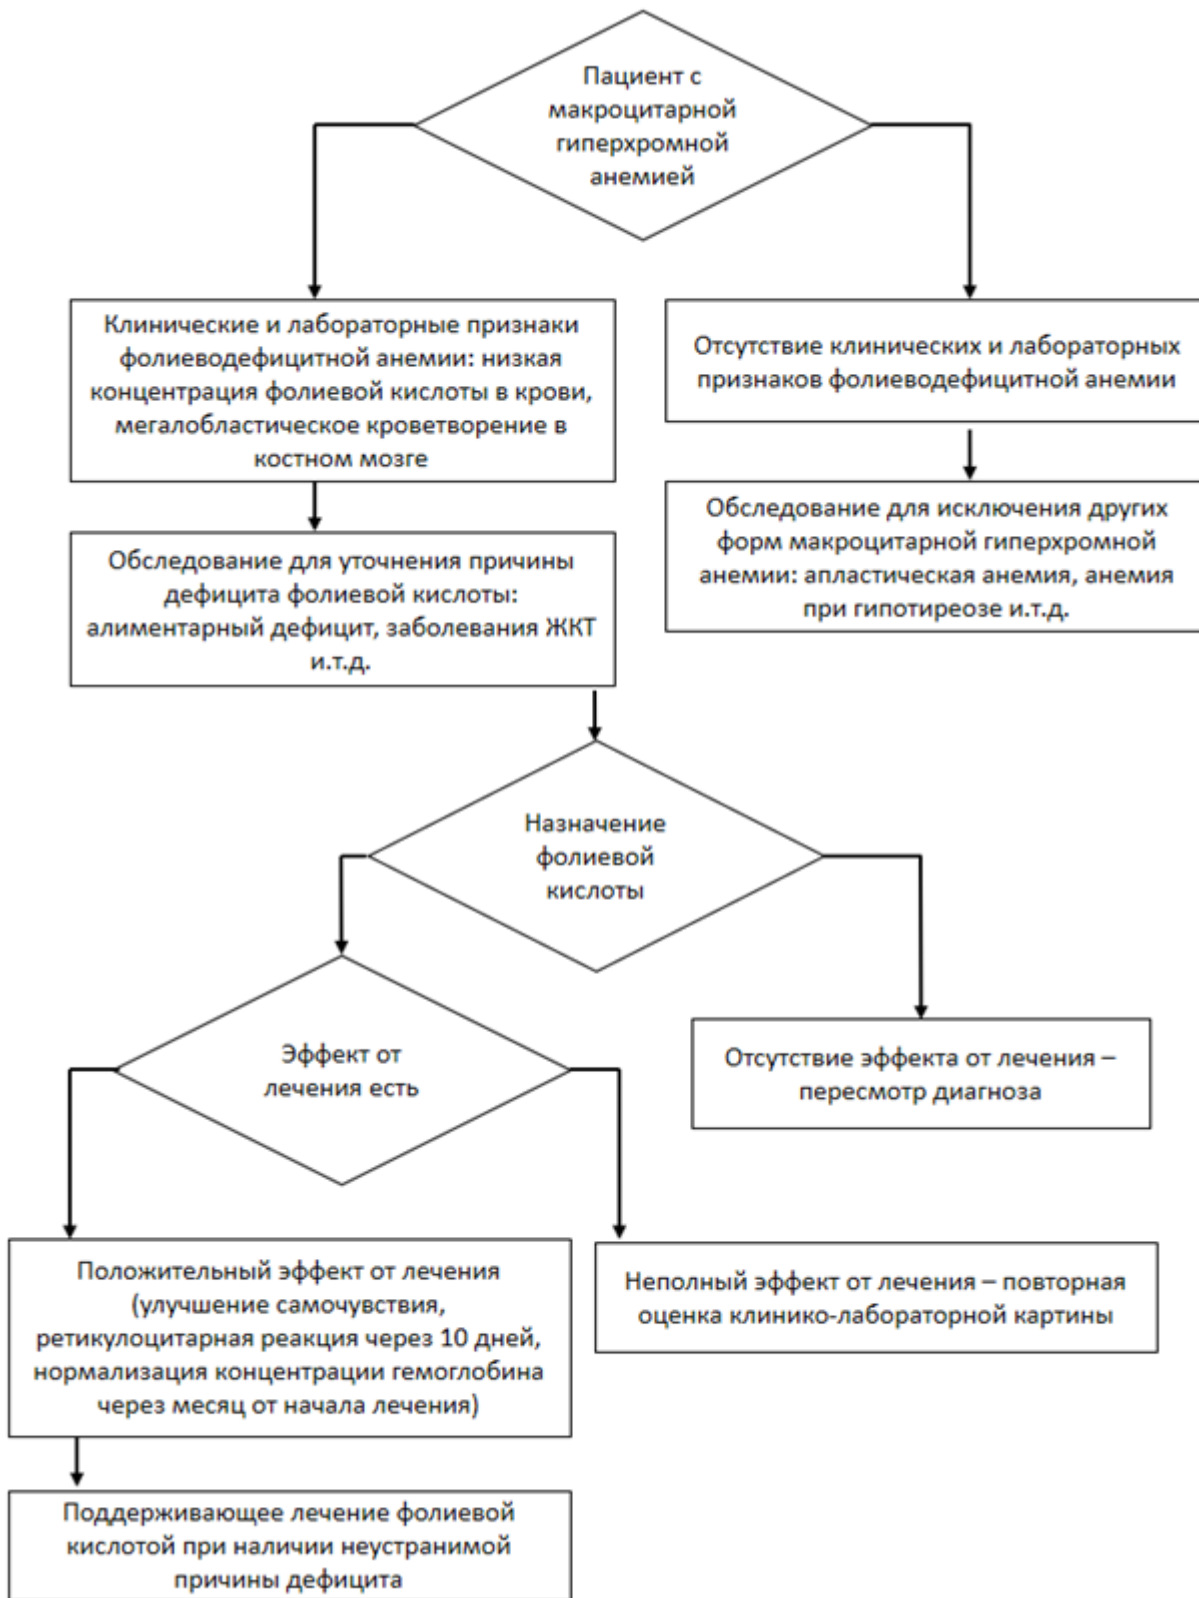 Пациент с
макроцитарной
гиперхромной
анемией
Клинические и лабораторные признаки
фолиеводефицитной анемии: низкая
концентрация фолиевой кислоты в крови,
мегалобластическое кроветворение в
костном мозге
Отсутствие клинических и лабораторных
признаков фолиеводефицитной анемии
Обследование для уточнения причины
дефицита фолиевой кислоты:
алиментарный дефицит, заболевания ЖКТ
и.т.д.
Обследование для исключения других
форм макроцитарной гиперхромной
анемии: апластическая анемия, анемия
при гипотиреозе и.т.д.
Назначение
фолиевой
кислоты
Эффект от
лечения есть
Отсутствие эффекта от лечения –
пересмотр диагноза
Положительный эффект от лечения
(улучшение самочувствия,
ретикулоцитарная реакция через 10 дней,
нормализация концентрации гемоглобина
через месяц от начала лечения)
Неполный эффект от лечения – повторная
оценка клинико-лабораторной картины
Поддерживающее лечение фолиевой
кислотой при наличии неустранимой
причины дефицита